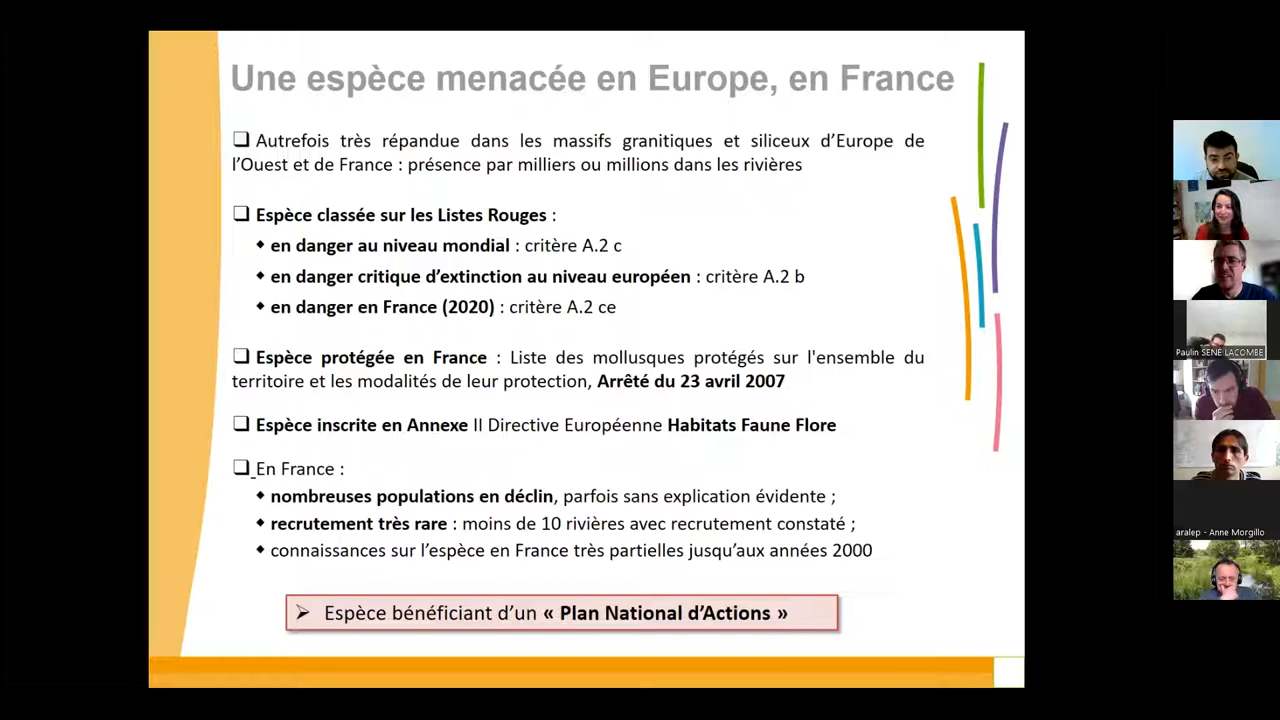 Une espèce menacée en Europe, en France
❑ Autrefois très répandue dans les massifs granitiques et siliceux d’Europe de
l’Ouest et de France : présence par milliers ou millions dans les rivières
❑ Espèce classée sur les Listes Rouges :
◆ en danger au niveau mondial : critère A.2 c
◆ en danger critique d’extinction au niveau européen : critère A.2 b
◆ en danger en France (2020) : critère A.2 ce
❑ Espèce protégée en France : Liste des mollusques protégés sur l'ensemble du
territoire et les modalités de leur protection, Arrêté du 23 avril 2007
❑ Espèce inscrite en Annexe II Directive Européenne Habitats Faune Flore
❑ En France :
◆ nombreuses populations en déclin, parfois sans explication évidente ;
◆ recrutement très rare : moins de 10 rivières avec recrutement constaté ;
◆ connaissances sur l’espèce en France très partielles jusqu’aux années 2000
➢ Espèce bénéficiant d’un « Plan National d’Actions »
Paulin SENÉ LACOMBE
aralep - Anne Morgillo